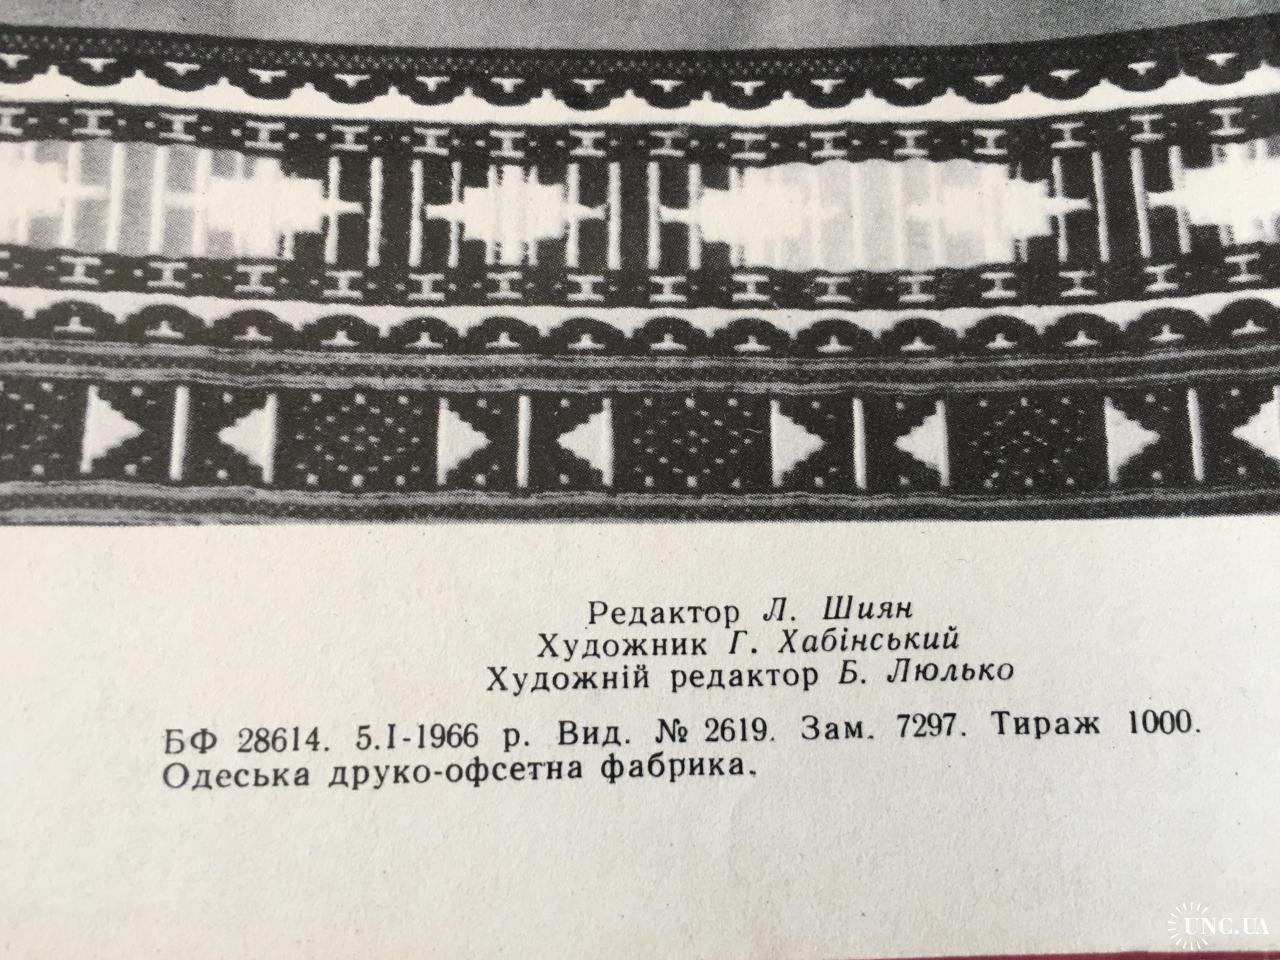 Редактор Л. Шиян
Художник Г. Хабінський
Художній редактор Б. Люлько
БФ 28614. 5.I-1966 р. Вид. № 2619. Зам. 7297. Тираж 1000.
Одеська друко-офсетна фабрика.
UNC.UA